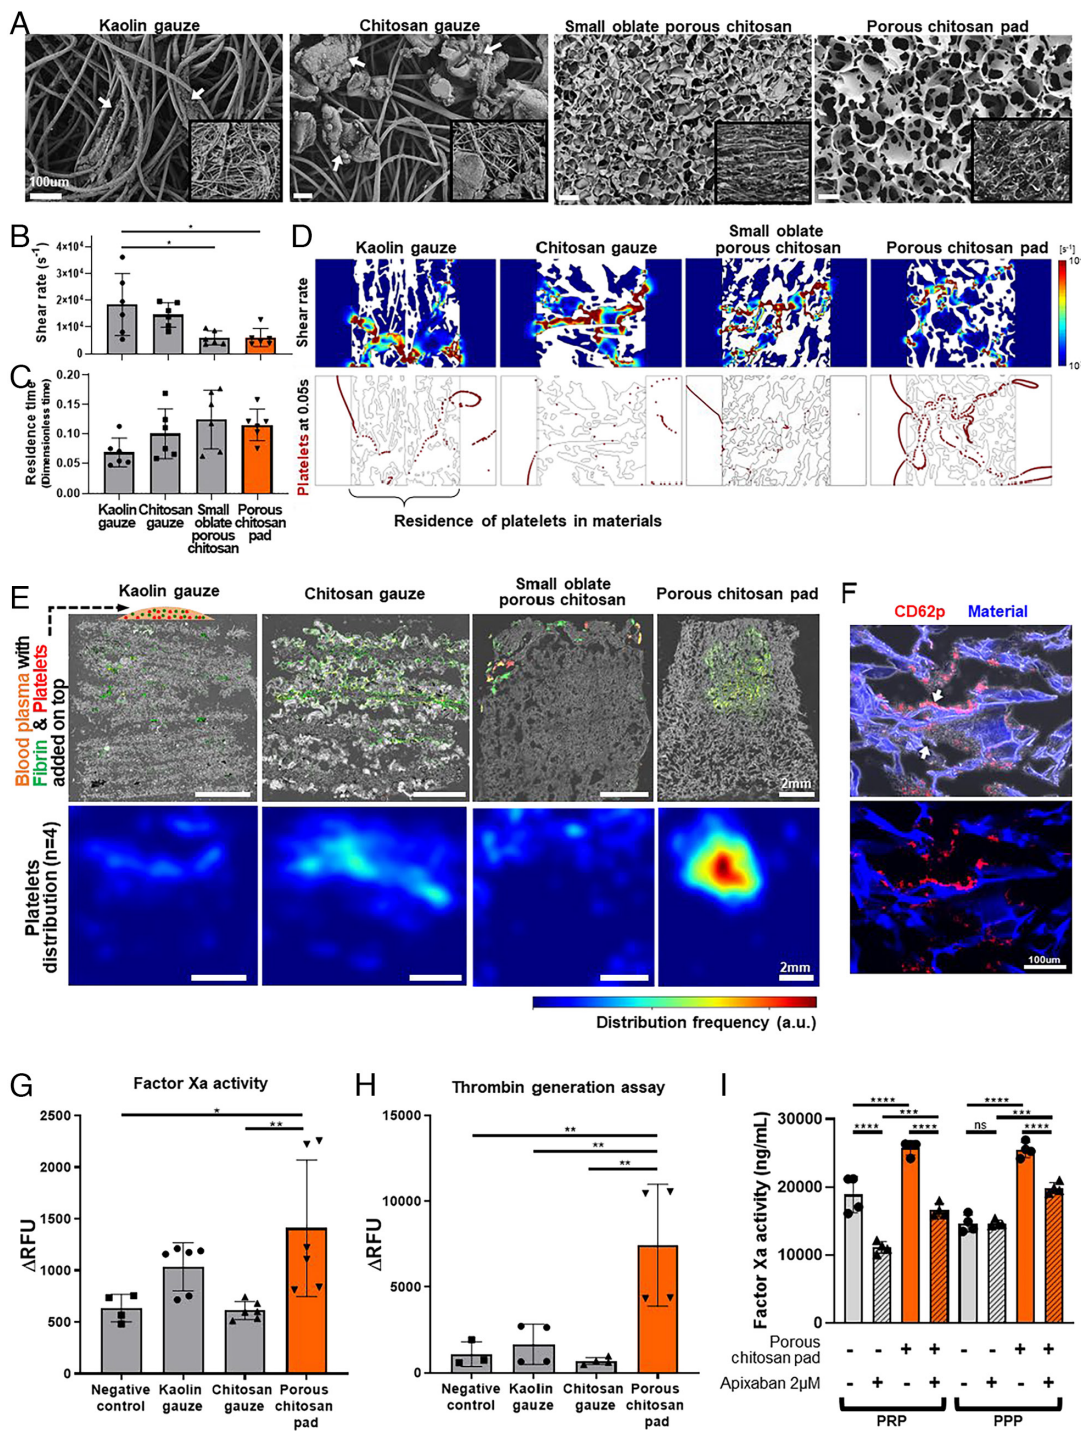 A
Kaolin gauze
Chitosan gauze
Small oblate porous chitosan
Porous chitosan pad
100um
B
Shear rate (s⁻¹)
4×10⁴
3×10⁴
2×10⁴
1×10⁴
0
*
*
C
Residence time
(Dimensionless time)
0.20
0.15
0.10
0.05
0.00
Kaolin gauze
Chitosan gauze
Small oblate porous chitosan
Porous chitosan pad
D
Kaolin gauze
Chitosan gauze
Small oblate
porous chitosan
Porous chitosan pad
[s⁻¹]
Shear rate
Platelets at 0.05s
Residence of platelets in materials
E
Kaolin gauze
Chitosan gauze
Small oblate
porous chitosan
Porous chitosan pad
Blood plasma with
Fibrin & Platelets
added on top
2mm
Platelets
distribution (n=4)
2mm
Distribution frequency (a.u.)
F
CD62p
Material
100um
G
Factor Xa activity
ΔRFU
2500
2000
1500
1000
500
0
*
**
Negative control
Kaolin gauze
Chitosan gauze
Porous chitosan pad
H
Thrombin generation assay
ΔRFU
15000
10000
5000
0
**
**
**
Negative control
Kaolin gauze
Chitosan gauze
Porous chitosan pad
I
Factor Xa activity (ng/mL)
30000
20000
10000
0
**** ****
*** ***
**** **** ns ****
Porous
chitosan pad - - + + - - + +
Apixaban 2µM - + - + - + - +
PRP PPP